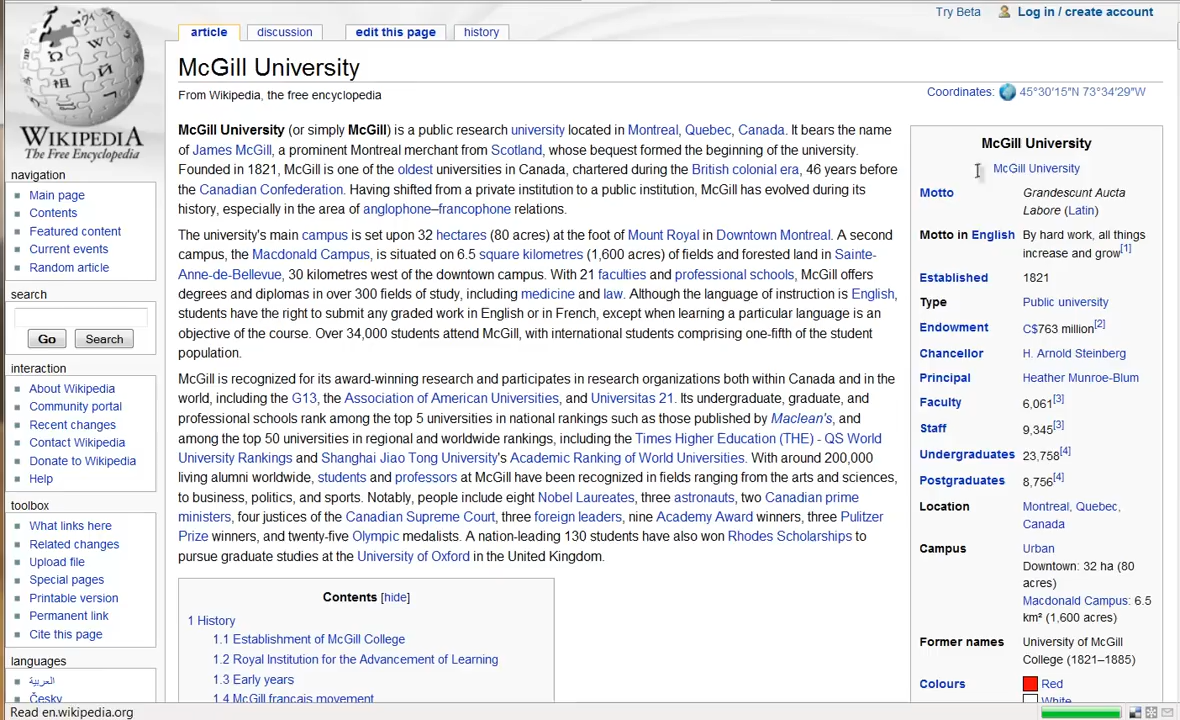 Try Beta
Log in / create account
article
discussion
edit this page
history
WIKIPEDIA
The Free Encyclopedia
McGill University
From Wikipedia, the free encyclopedia
Coordinates: 45°30′15″N 73°34′29″W
McGill University (or simply McGill) is a public research university located in Montreal, Quebec, Canada. It bears the name
of James McGill, a prominent Montreal merchant from Scotland, whose bequest formed the beginning of the university.
Founded in 1821, McGill is one of the oldest universities in Canada, chartered during the British colonial era, 46 years before
the Canadian Confederation. Having shifted from a private institution to a public institution, McGill has evolved during its
history, especially in the area of anglophone–francophone relations.
The university's main campus is set upon 32 hectares (80 acres) at the foot of Mount Royal in Downtown Montreal. A second
campus, the Macdonald Campus, is situated on 6.5 square kilometres (1,600 acres) of fields and forested land in Sainte-
Anne-de-Bellevue, 30 kilometres west of the downtown campus. With 21 faculties and professional schools, McGill offers
degrees and diplomas in over 300 fields of study, including medicine and law. Although the language of instruction is English,
students have the right to submit any graded work in English or in French, except when learning a particular language is an
objective of the course. Over 34,000 students attend McGill, with international students comprising one-fifth of the student
population.
McGill is recognized for its award-winning research and participates in research organizations both within Canada and in the
world, including the G13, the Association of American Universities, and Universitas 21. Its undergraduate, graduate, and
professional schools rank among the top 5 universities in national rankings such as those published by Maclean's, and
among the top 50 universities in regional and worldwide rankings, including the Times Higher Education (THE) - QS World
University Rankings and Shanghai Jiao Tong University's Academic Ranking of World Universities. With around 200,000
living alumni worldwide, students and professors at McGill have been recognized in fields ranging from the arts and sciences,
to business, politics, and sports. Notably, people include eight Nobel Laureates, three astronauts, two Canadian prime
ministers, four justices of the Canadian Supreme Court, three foreign leaders, nine Academy Award winners, three Pulitzer
Prize winners, and twenty-five Olympic medalists. A nation-leading 130 students have also won Rhodes Scholarships to
pursue graduate studies at the University of Oxford in the United Kingdom.
Contents [hide]
1 History
1.1 Establishment of McGill College
1.2 Royal Institution for the Advancement of Learning
1.3 Early years
1.4 McGill français movement
McGill University
McGill University
Motto
Grandescunt Aucta
Labore (Latin)
Motto in English
By hard work, all things
increase and grow[1]
Established
1821
Type
Public university
Endowment
C$763 million[2]
Chancellor
H. Arnold Steinberg
Principal
Heather Munroe-Blum
Faculty
6,061[3]
Staff
9,345[3]
Undergraduates
23,758[4]
Postgraduates
8,756[4]
Location
Montreal, Quebec,
Canada
Campus
Urban
Downtown: 32 ha (80
acres)
Macdonald Campus: 6.5
km² (1,600 acres)
Former names
University of McGill
College (1821–1885)
Colours
Red
White
navigation
Main page
Contents
Featured content
Current events
Random article
search
Go
Search
interaction
About Wikipedia
Community portal
Recent changes
Contact Wikipedia
Donate to Wikipedia
Help
toolbox
What links here
Related changes
Upload file
Special pages
Printable version
Permanent link
Cite this page
languages
العربية
Česky
Read en.wikipedia.org